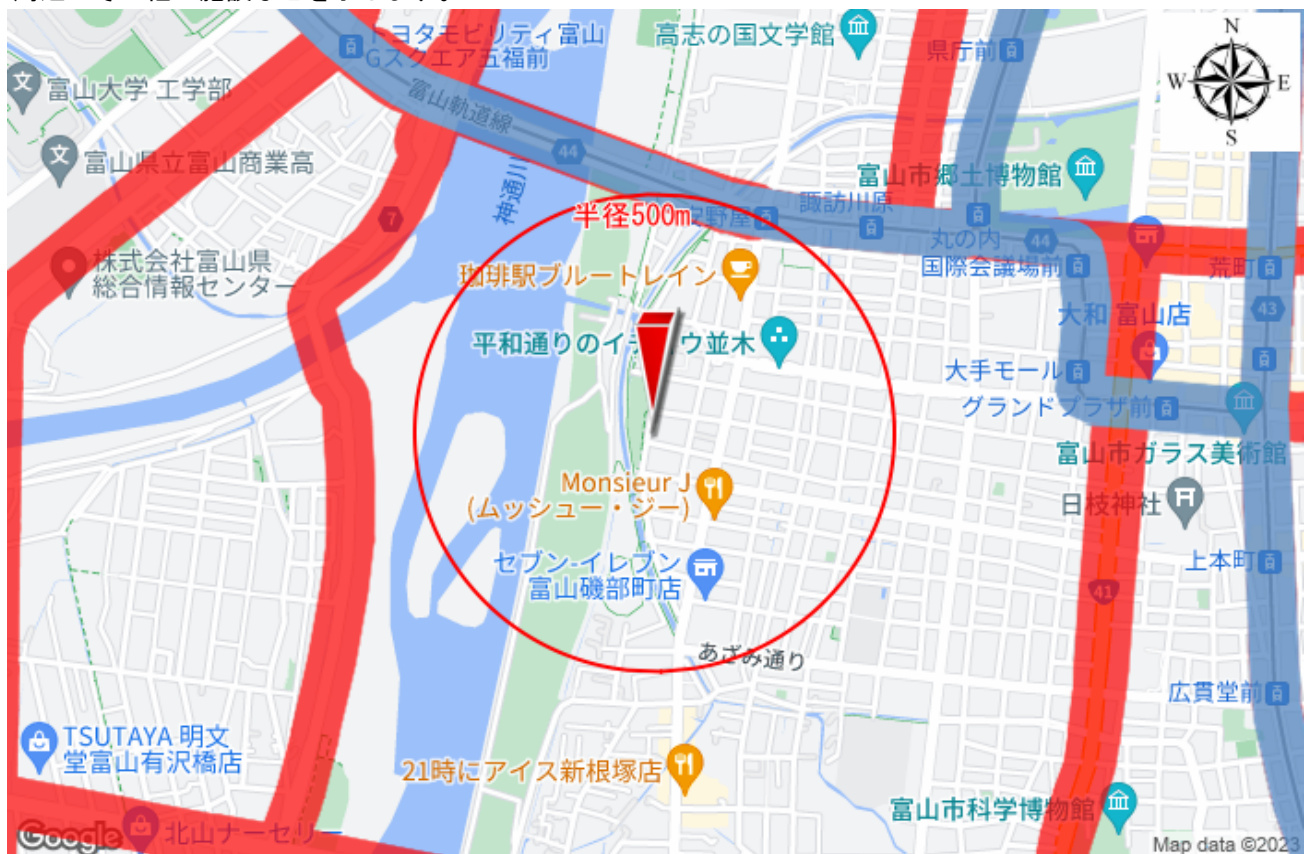 トヨタモビリティ富山
Gスクエア五福前
高志の国文学館
県庁前
N
W
E
S
富山大学 工学部
富山軌道線
44
富山県立富山商業高
神通川
7
富山市郷土博物館
半径500m
諏訪川原
丸の内
44
国際会議場前
荒町
株式会社富山県
総合情報センター
珈琲駅ブルートレイン
43
大和 富山店
平和通りのイチョウ並木
大手モール
グランドプラザ前
富山市ガラス美術館
Monsieur J
(ムッシュー・ジー)
日枝神社
セブン-イレブン
富山磯部町店
上本町
41
あざみ通り
広貫堂前
TSUTAYA 明文
堂富山有沢橋店
21時にアイス新根塚店
富山市科学博物館
Google
北山ナーセリー
Map data ©2023